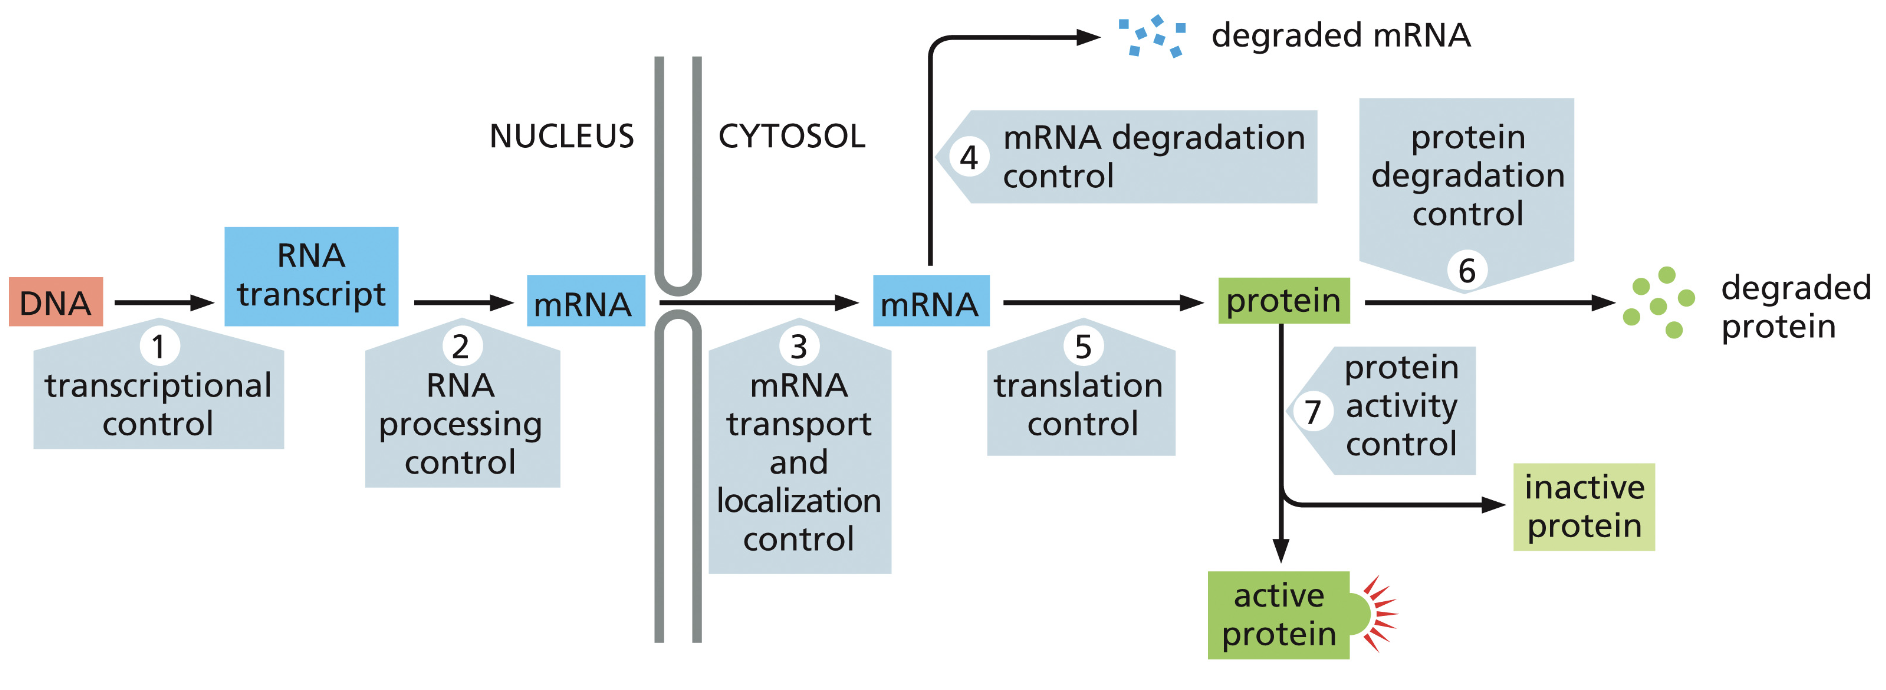 degraded mRNA
NUCLEUS
CYTOSOL
4
mRNA degradation
control
protein
degradation
control
6
DNA
RNA
transcript
mRNA
mRNA
protein
degraded
protein
1
transcriptional
control
2
RNA
processing
control
3
mRNA
transport
and
localization
control
5
translation
control
7
protein
activity
control
inactive
protein
active
protein